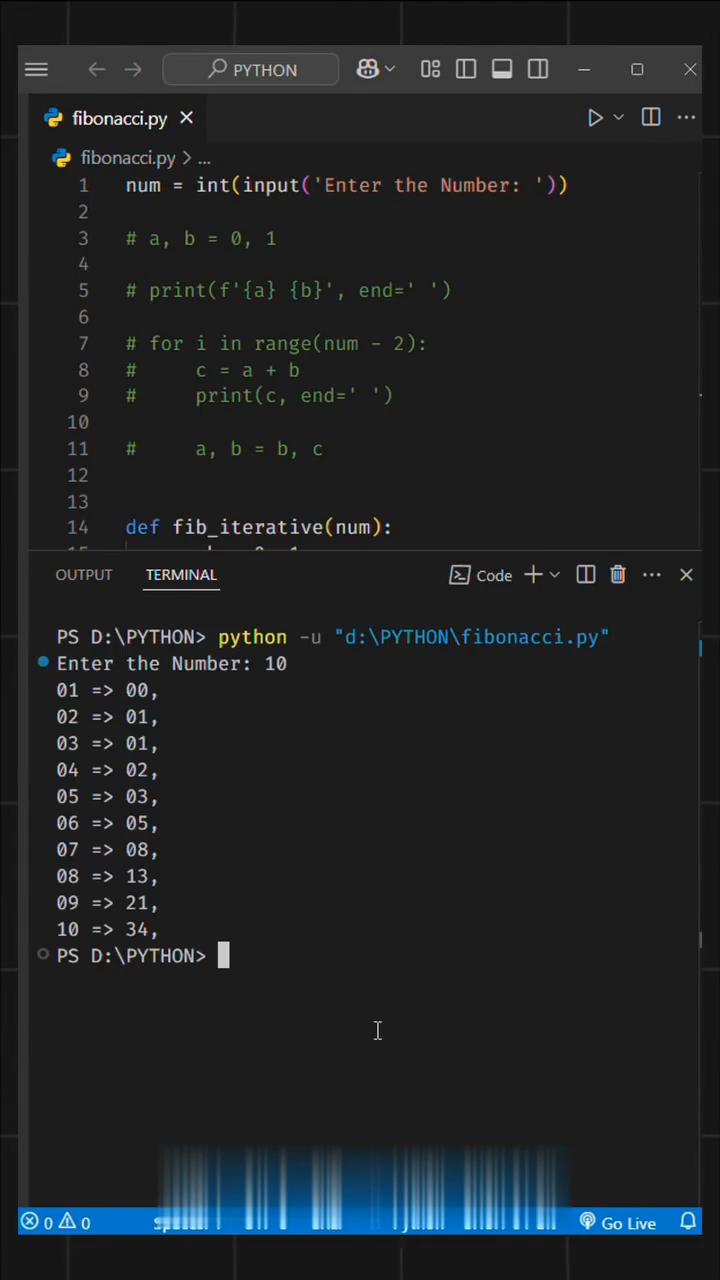 PYTHON
fibonacci.py
fibonacci.py > ...
1 num = int(input('Enter the Number: '))
2
3 # a, b = 0, 1
4
5 # print(f'{a} {b}', end=' ')
6
7 # for i in range(num - 2):
8 #     c = a + b
9 #     print(c, end=' ')
10
11 #     a, b = b, c
12
13
14 def fib_iterative(num):
OUTPUT TERMINAL Code
PS D:\PYTHON> python -u "d:\PYTHON\fibonacci.py"
Enter the Number: 10
01 => 00,
02 => 01,
03 => 01,
04 => 02,
05 => 03,
06 => 05,
07 => 08,
08 => 13,
09 => 21,
10 => 34,
PS D:\PYTHON>
0 0 Go Live